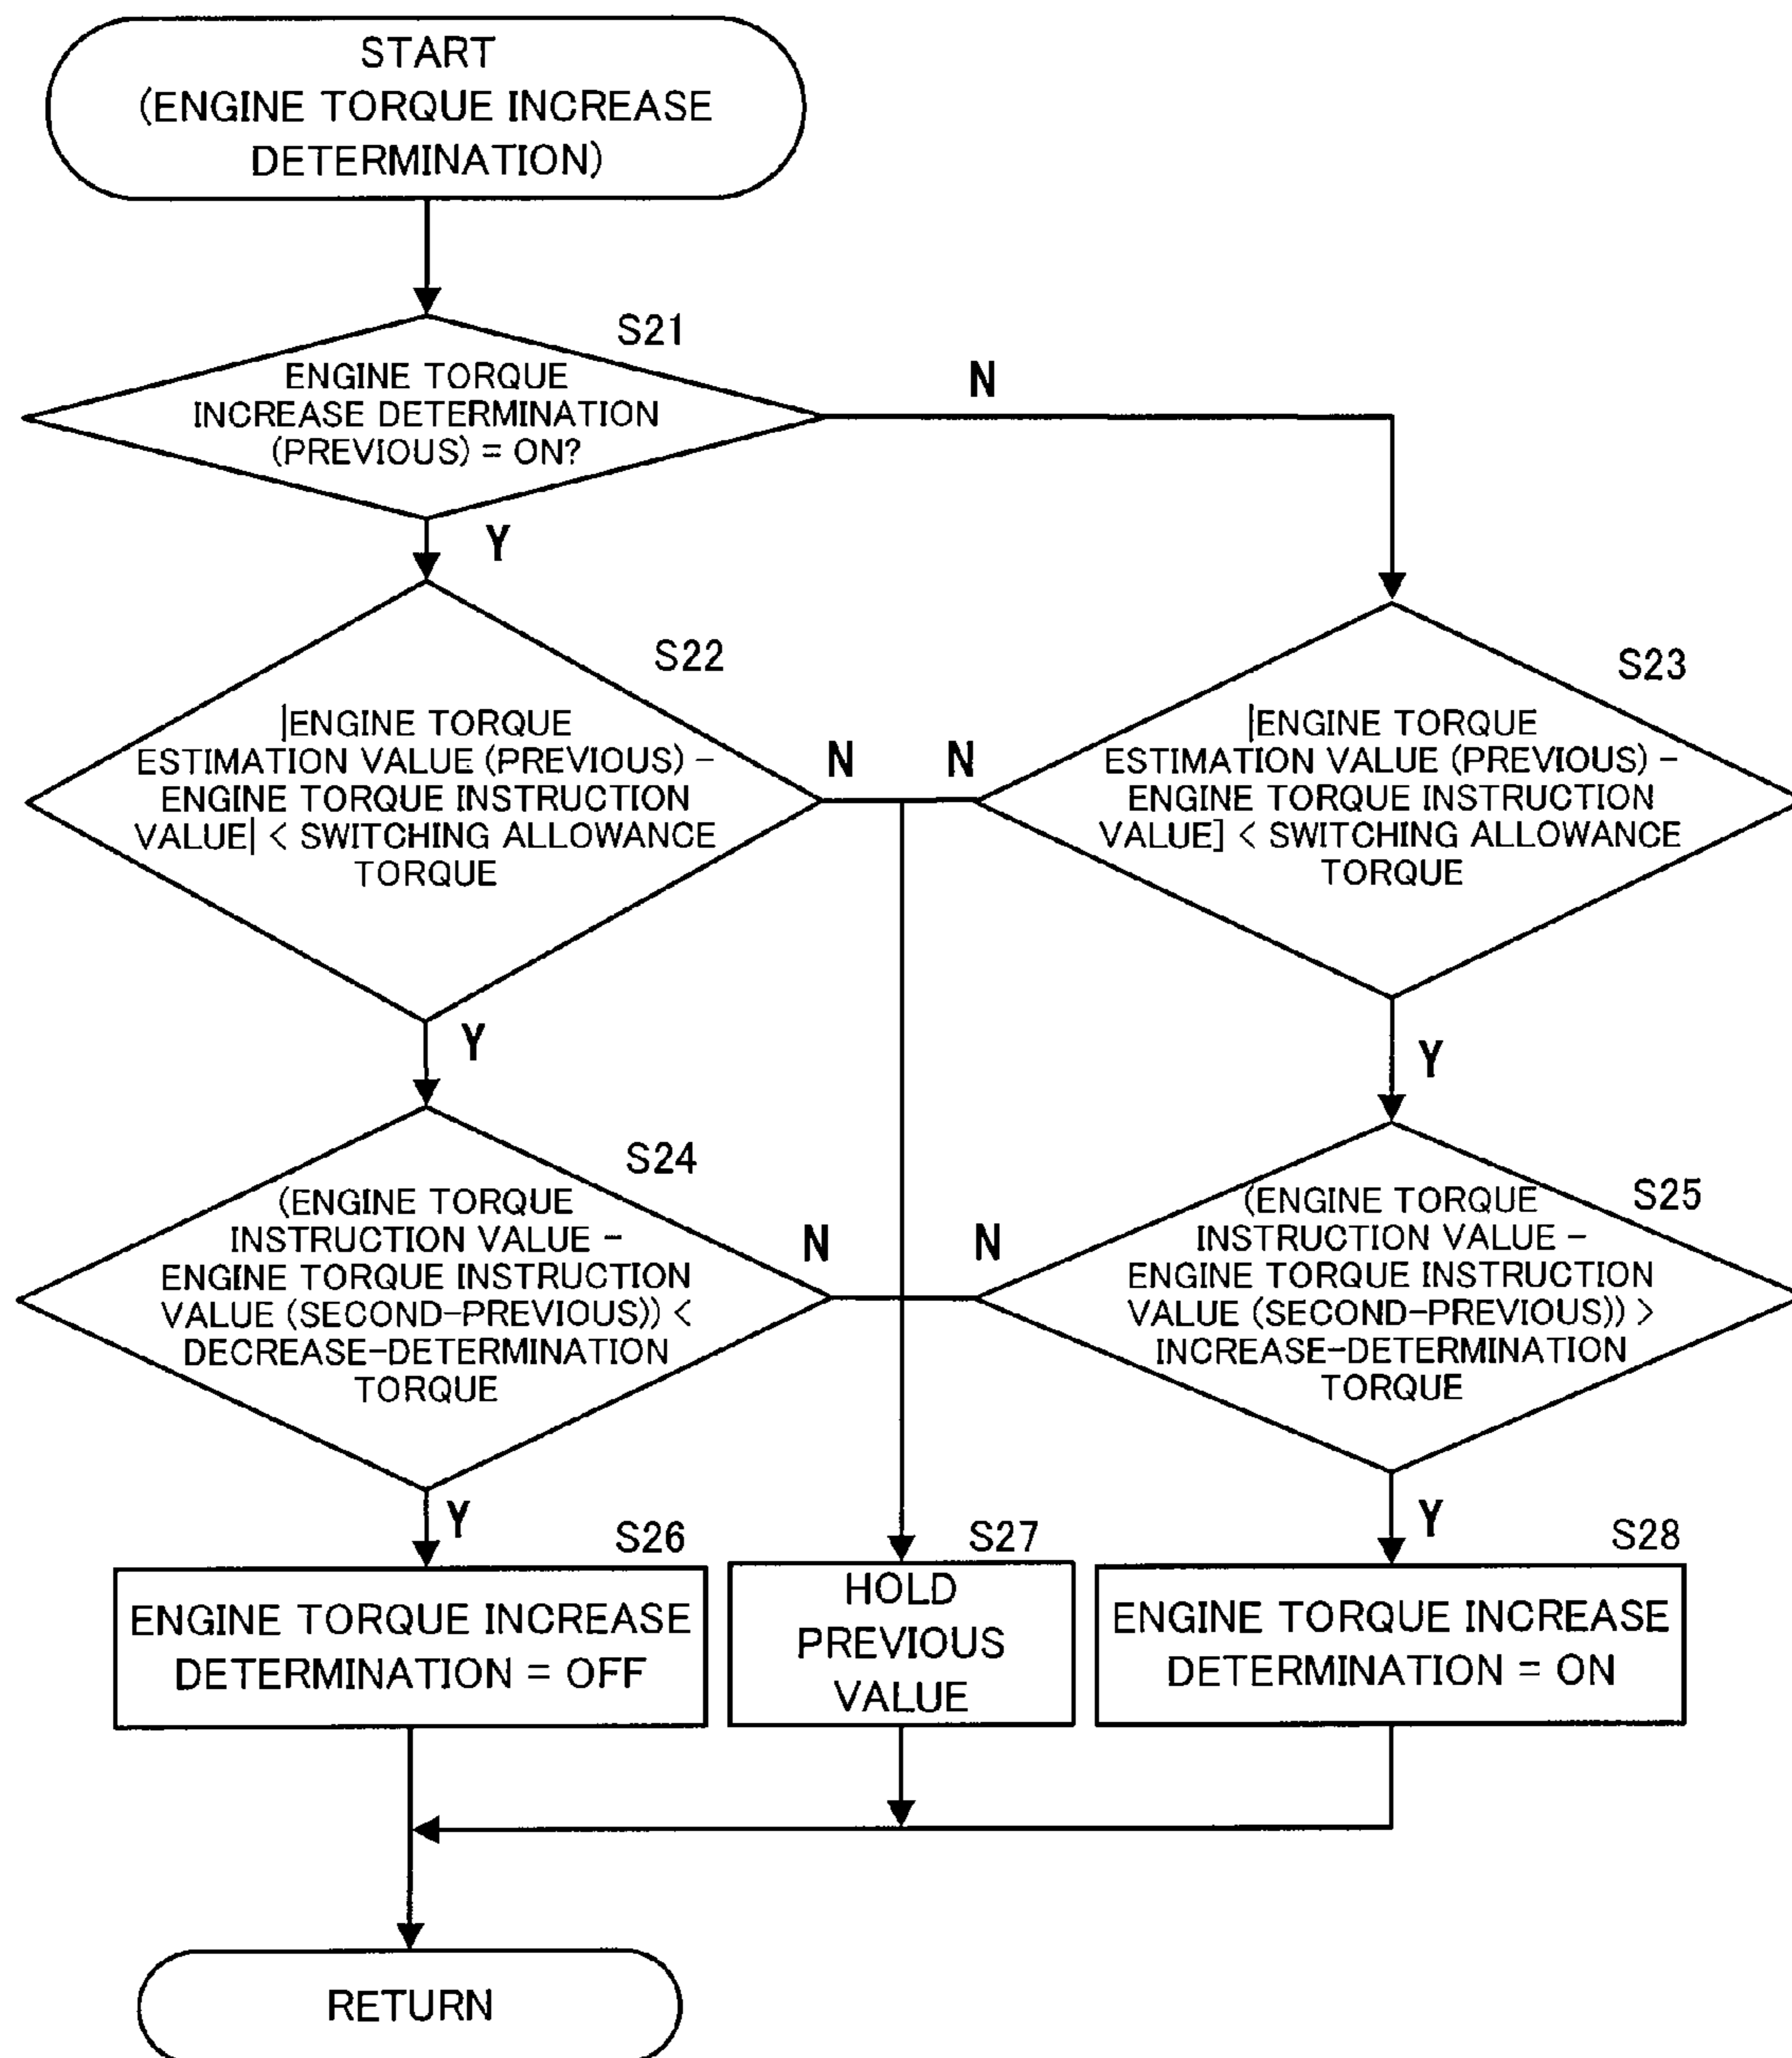 START
(ENGINE TORQUE INCREASE
DETERMINATION)
S21
ENGINE TORQUE
INCREASE DETERMINATION
(PREVIOUS) = ON?
N
Y
S22
|ENGINE TORQUE
ESTIMATION VALUE (PREVIOUS) –
ENGINE TORQUE INSTRUCTION
VALUE| < SWITCHING ALLOWANCE
TORQUE
N
Y
S23
|ENGINE TORQUE
ESTIMATION VALUE (PREVIOUS) –
ENGINE TORQUE INSTRUCTION
VALUE] < SWITCHING ALLOWANCE
TORQUE
N
Y
S24
(ENGINE TORQUE
INSTRUCTION VALUE –
ENGINE TORQUE INSTRUCTION
VALUE (SECOND-PREVIOUS)) <
DECREASE-DETERMINATION
TORQUE
N
Y
S25
(ENGINE TORQUE
INSTRUCTION VALUE –
ENGINE TORQUE INSTRUCTION
VALUE (SECOND-PREVIOUS)) >
INCREASE-DETERMINATION
TORQUE
N
Y
S26
ENGINE TORQUE INCREASE
DETERMINATION = OFF
S27
HOLD
PREVIOUS
VALUE
S28
ENGINE TORQUE INCREASE
DETERMINATION = ON
RETURN